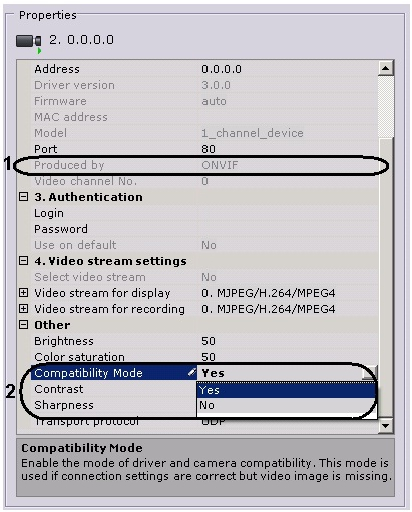 Properties
2. 0.0.0.0
Address 0.0.0.0
Driver version 3.0.0
Firmware auto
MAC address
Model 1_channel_device
Port 80
1 Produced by ONVIF
Video channel No. 0
3. Authentication
Login
Password
Use on default No
4. Video stream settings
Select video stream No
Video stream for display 0. MJPEG/H.264/MPEG4
Video stream for recording 0. MJPEG/H.264/MPEG4
Other
Brightness 50
Color saturation 50
Compatibility Mode Yes
2 Contrast Yes
Sharpness No
Transport protocol UDP
Compatibility Mode
Enable the mode of driver and camera compatibility. This mode is
used if connection settings are correct but video image is missing.